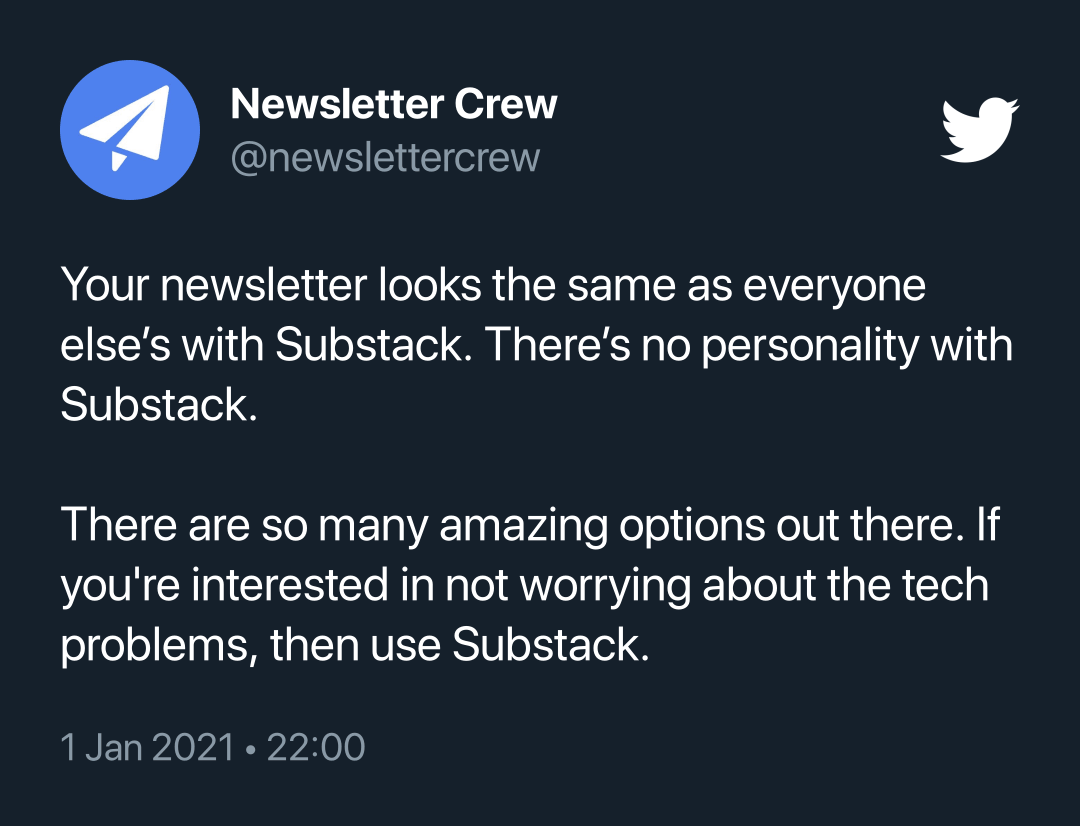 Newsletter Crew
@newslettercrew
Your newsletter looks the same as everyone
else’s with Substack. There’s no personality with
Substack.
There are so many amazing options out there. If
you're interested in not worrying about the tech
problems, then use Substack.
1 Jan 2021 • 22:00